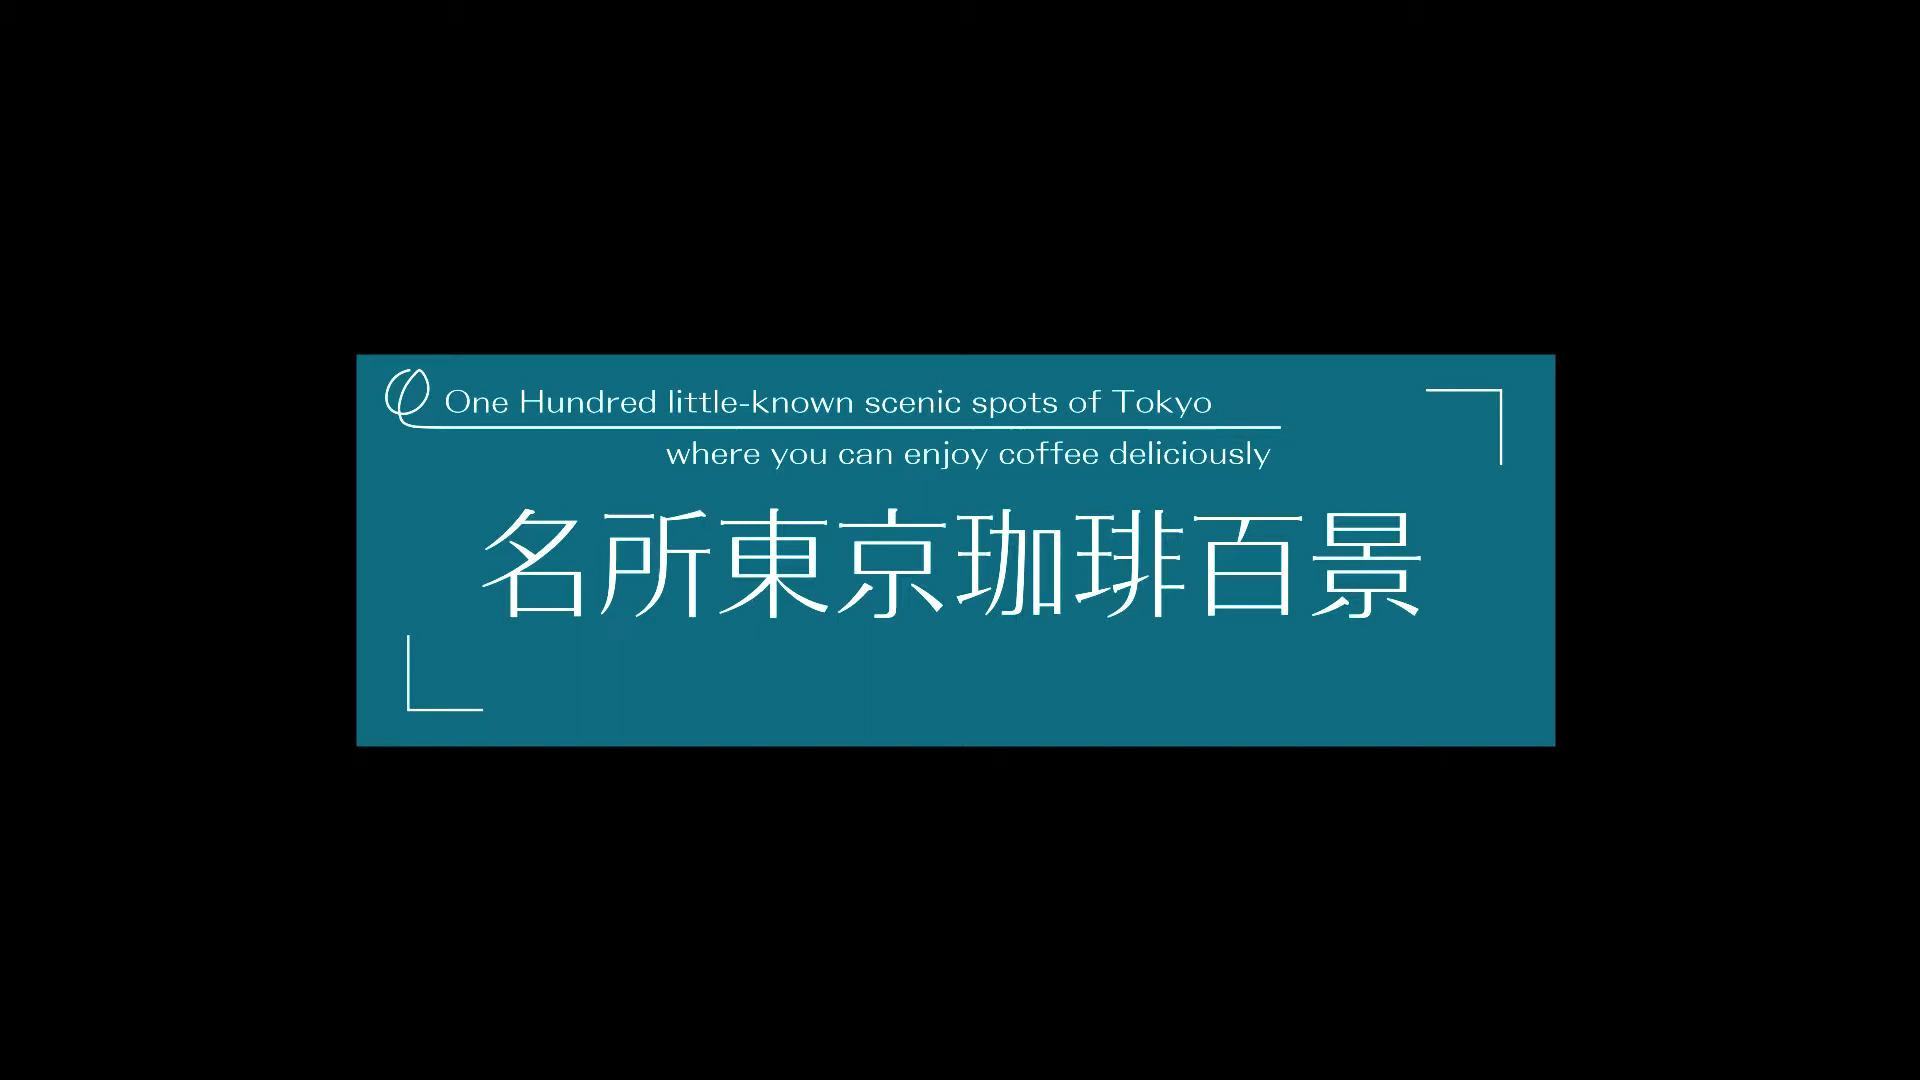 One Hundred little-known scenic spots of Tokyo
where you can enjoy coffee deliciously
名所東京珈琲百景